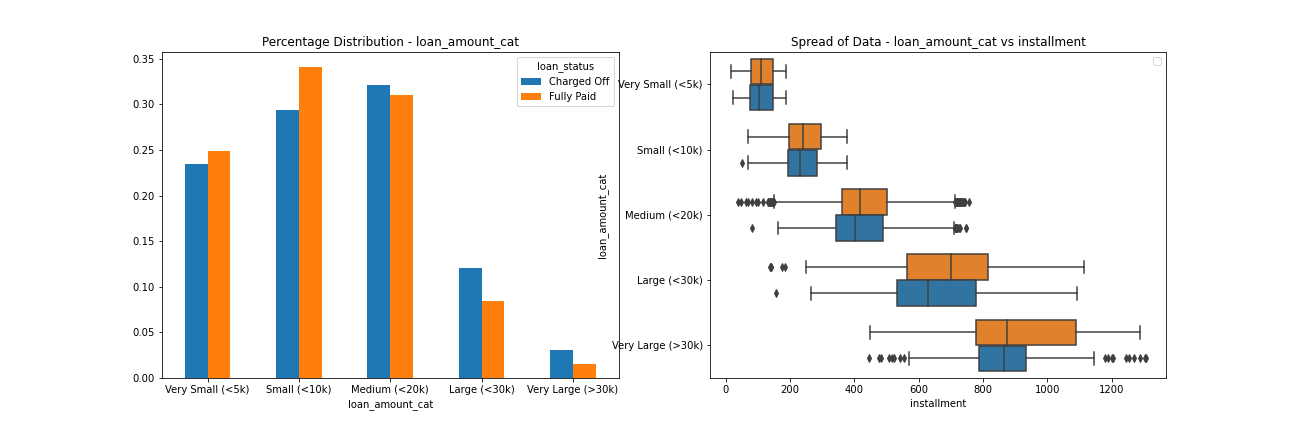 Percentage Distribution - loan_amount_cat
0.35
0.30
0.25
0.20
0.15
0.10
0.05
0.00
loan_status
Charged Off
Fully Paid
Very Small (<5k) Small (<10k) Medium (<20k) Large (<30k) Very Large (>30k)
loan_amount_cat
Spread of Data - loan_amount_cat vs installment
loan_amount_cat
Very Small (<5k)
Small (<10k)
Medium (<20k)
Large (<30k)
Very Large (>30k)
0 200 400 600 800 1000 1200
installment